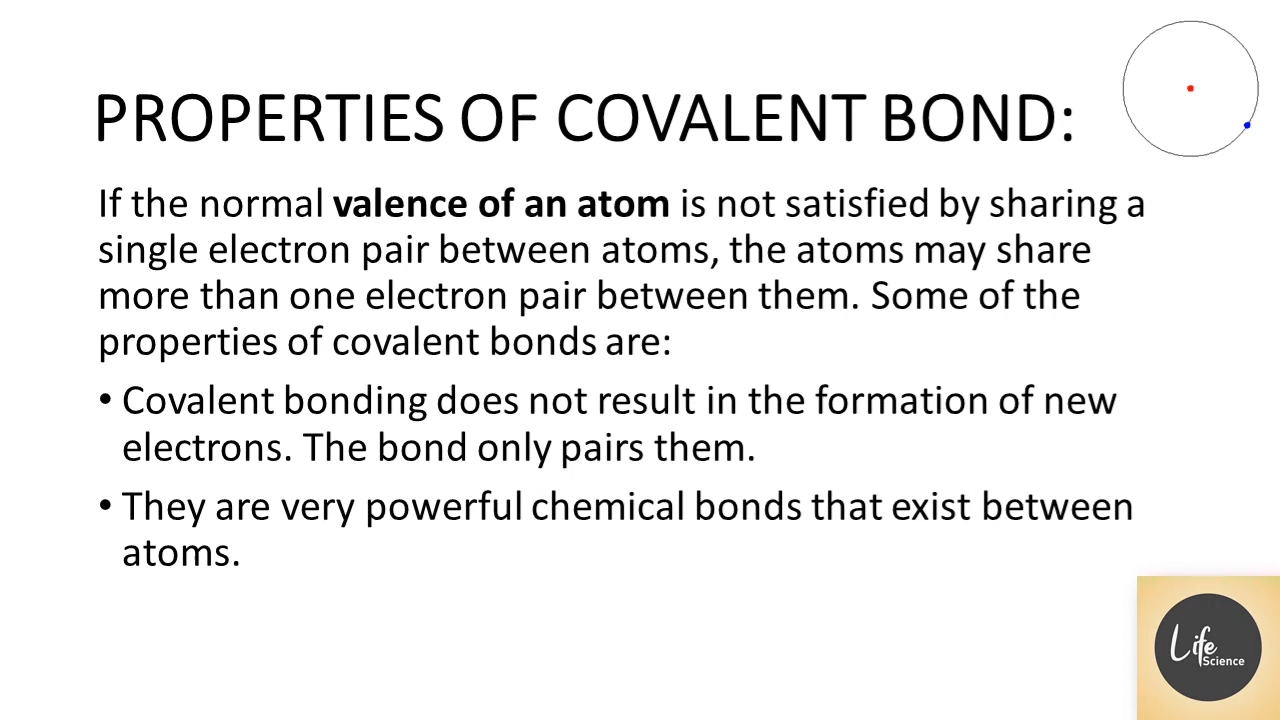 PROPERTIES OF COVALENT BOND:
If the normal valence of an atom is not satisfied by sharing a
single electron pair between atoms, the atoms may share
more than one electron pair between them. Some of the
properties of covalent bonds are:
• Covalent bonding does not result in the formation of new
electrons. The bond only pairs them.
• They are very powerful chemical bonds that exist between
atoms.
Life
Science